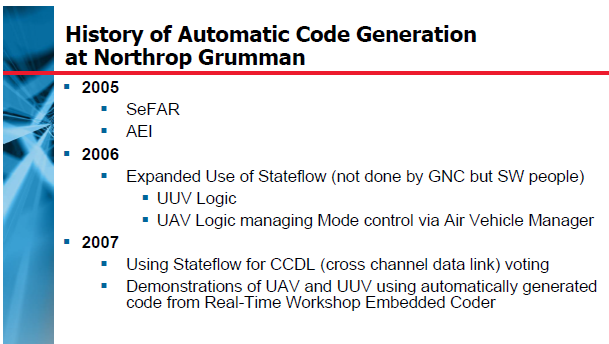 History of Automatic Code Generation
at Northrop Grumman
2005
SeFAR
AEI
2006
Expanded Use of Stateflow (not done by GNC but SW people)
UUV Logic
UAV Logic managing Mode control via Air Vehicle Manager
2007
Using Stateflow for CCDL (cross channel data link) voting
Demonstrations of UAV and UUV using automatically generated
code from Real-Time Workshop Embedded Coder